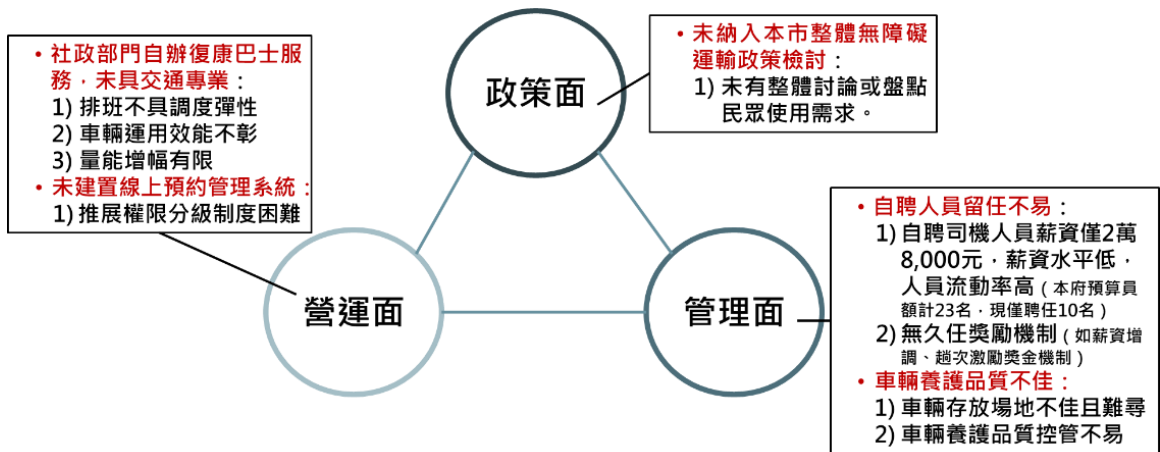 • 社政部門自辦復康巴士服
務，未具交通專業：
1) 排班不具調度彈性
2) 車輛運用效能不彰
3) 量能增幅有限
• 未建置線上預約管理系統：
1) 推展權限分級制度困難
政策面
• 未納入本市整體無障礙
運輸政策檢討：
1) 未有整體討論或盤點
民眾使用需求。
營運面
管理面
• 自聘人員留任不易：
1) 自聘司機人員薪資僅2萬
8,000元，薪資水平低，
人員流動率高（本府預算員
額計23名，現僅聘任10名）
2) 無久任獎勵機制（如薪資增
調、趟次激勵獎金機制）
• 車輛養護品質不佳：
1) 車輛存放場地不佳且難尋
2) 車輛養護品質控管不易